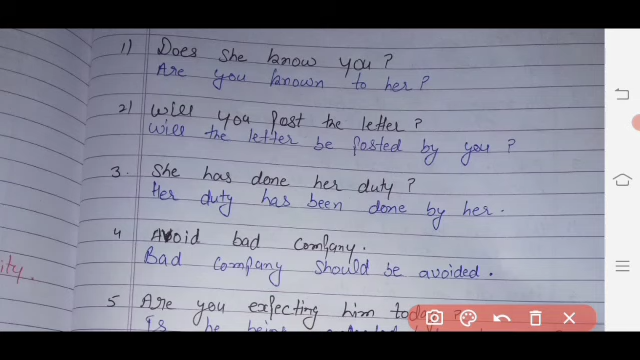 1) Does she know you ?
Are you known to her ?
2) Will you post the letter ?
Will the letter be posted by you ?
3. She has done her duty ?
Her duty has been done by her.
4 Avoid bad company.
ity.
Bad company should be avoided.
5 Are you expecting him today ?
Is he being